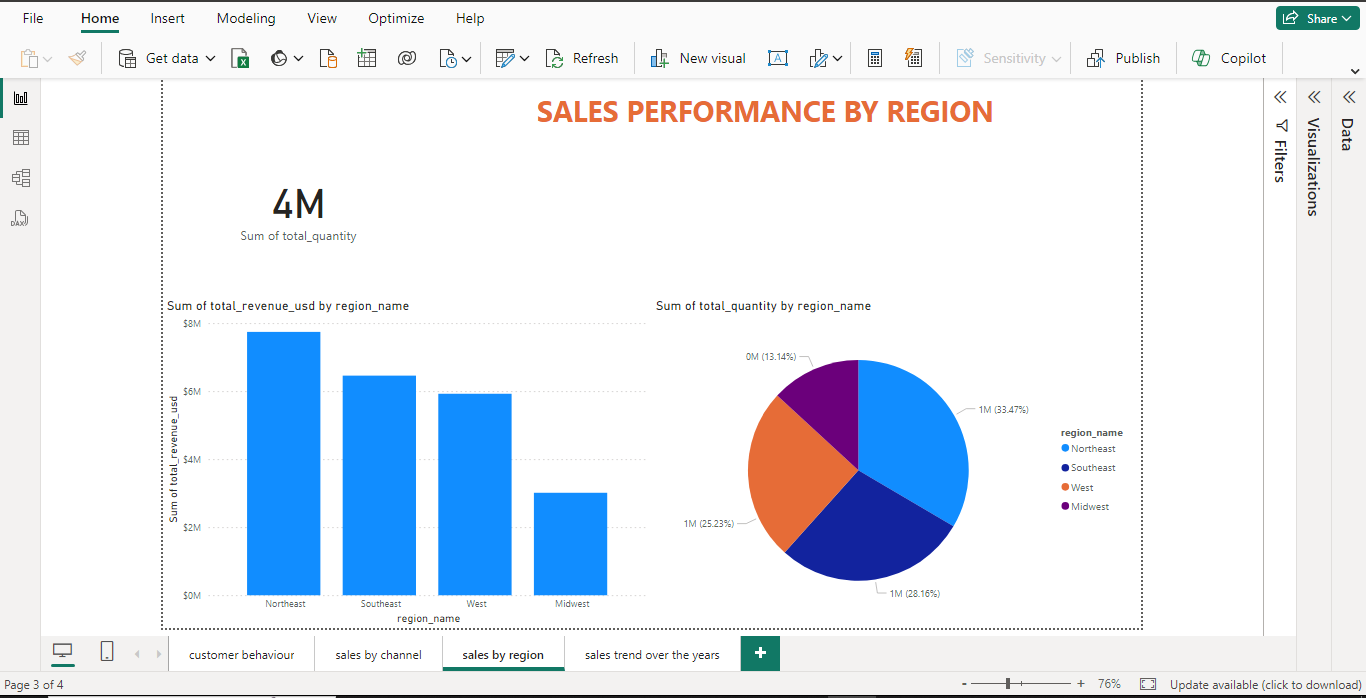 File Home Insert Modeling View Optimize Help Share
Get data Refresh New visual A Sensitivity Publish Copilot
DAX
Filters
Visualizations
Data
SALES PERFORMANCE BY REGION
4M
Sum of total_quantity
Sum of total_revenue_usd by region_name
Sum of total_revenue_usd
$8M
$6M
$4M
$2M
$0M
Northeast Southeast West Midwest
region_name
Sum of total_quantity by region_name
0M (13.14%)
1M (33.47%)
1M (25.23%)
1M (28.16%)
region_name
Northeast
Southeast
West
Midwest
customer behaviour sales by channel sales by region sales trend over the years +
Page 3 of 4 - + 76% Update available (click to download)